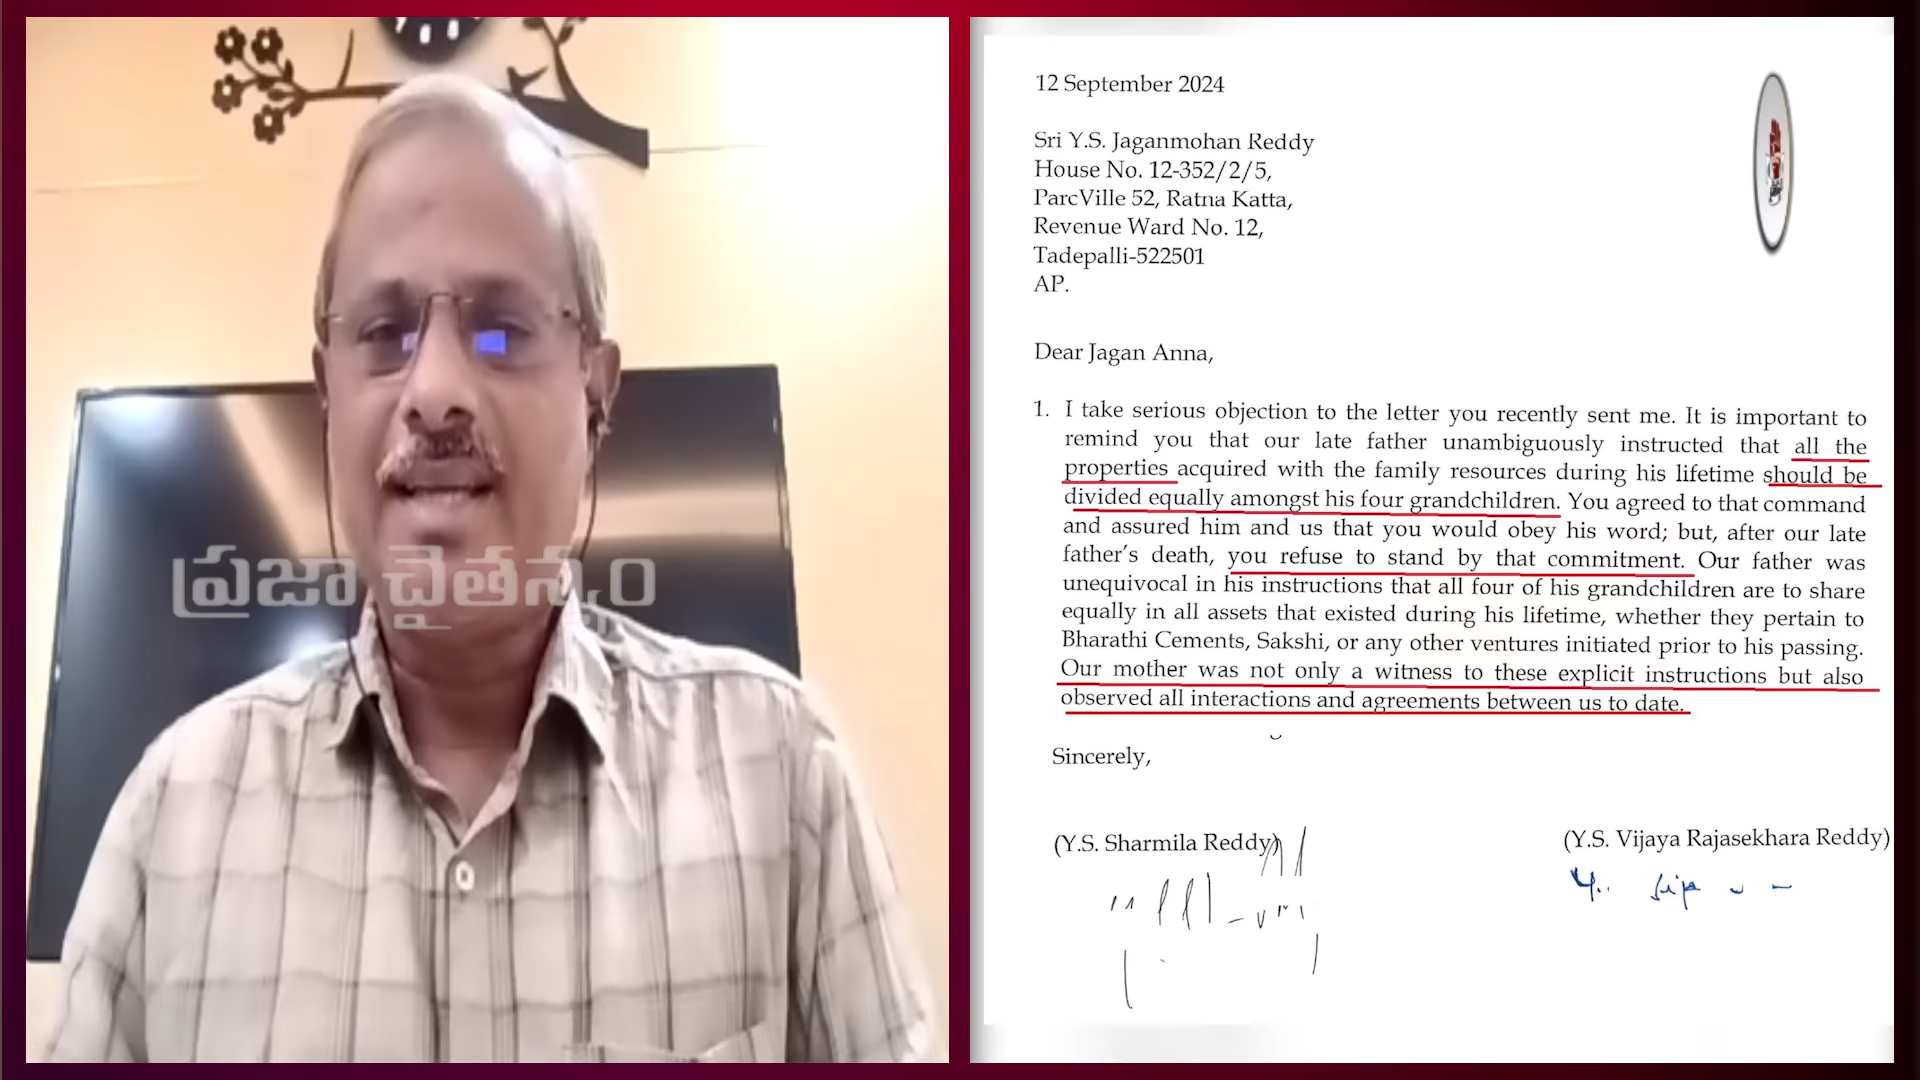 ప్రజా చైతన్యం
12 September 2024
Sri Y.S. Jaganmohan Reddy
House No. 12-352/2/5,
ParcVille 52, Ratna Katta,
Revenue Ward No. 12,
Tadepalli-522501
AP.
Dear Jagan Anna,
1. I take serious objection to the letter you recently sent me. It is important to
remind you that our late father unambiguously instructed that all the
properties acquired with the family resources during his lifetime should be
divided equally amongst his four grandchildren. You agreed to that command
and assured him and us that you would obey his word; but, after our late
father's death, you refuse to stand by that commitment. Our father was
unequivocal in his instructions that all four of his grandchildren are to share
equally in all assets that existed during his lifetime, whether they pertain to
Bharathi Cements, Sakshi, or any other ventures initiated prior to his passing.
Our mother was not only a witness to these explicit instructions but also
observed all interactions and agreements between us to date.
Sincerely,
(Y.S. Sharmila Reddy)
(Y.S. Vijaya Rajasekhara Reddy)